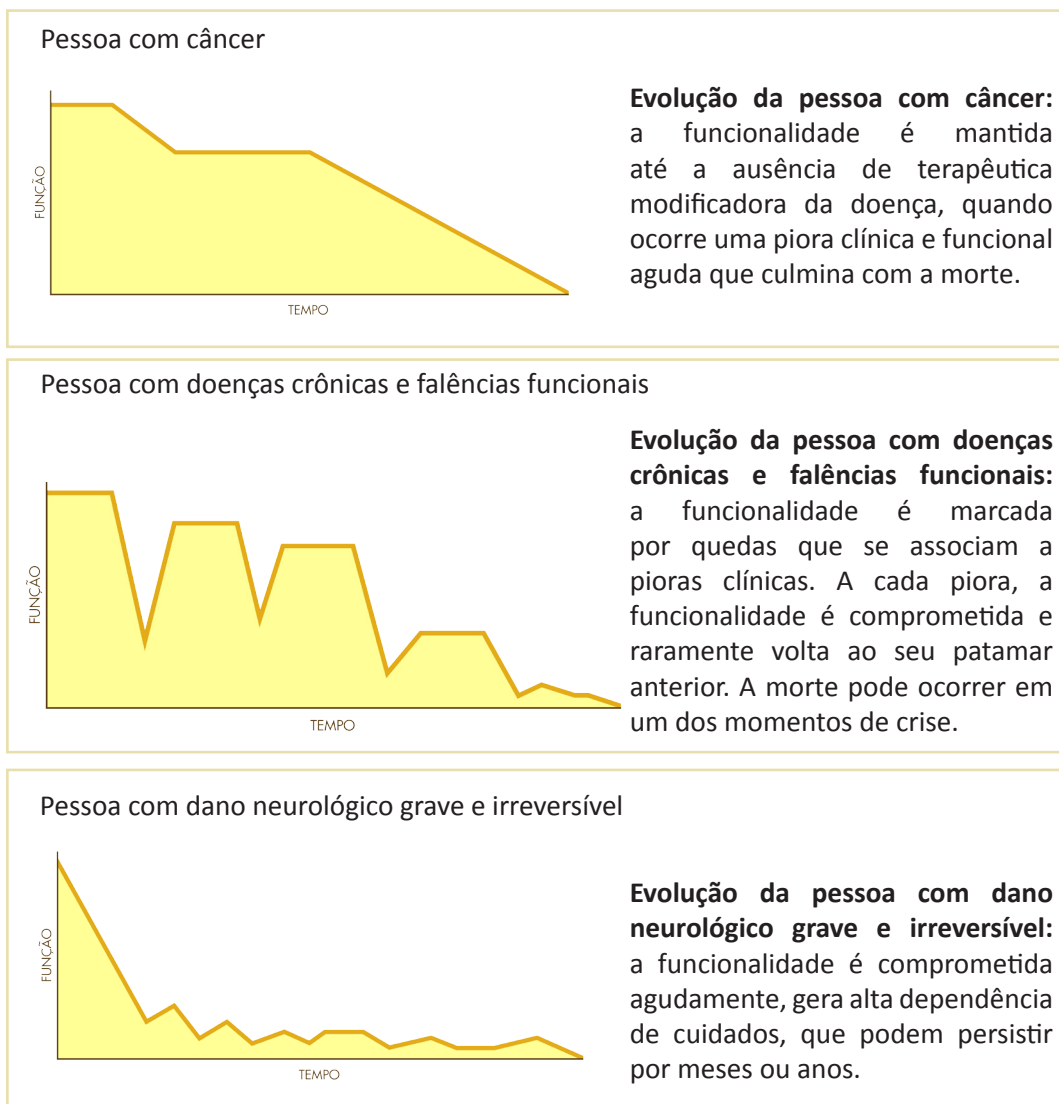 Pessoa com câncer
FUNÇÃO
TEMPO
Evolução da pessoa com câncer:
a funcionalidade é mantida
até a ausência de terapêutica
modificadora da doença, quando
ocorre uma piora clínica e funcional
aguda que culmina com a morte.
Pessoa com doenças crônicas e falências funcionais
FUNÇÃO
TEMPO
Evolução da pessoa com doenças
crônicas e falências funcionais:
a funcionalidade é marcada
por quedas que se associam a
pioras clínicas. A cada piora, a
funcionalidade é comprometida e
raramente volta ao seu patamar
anterior. A morte pode ocorrer em
um dos momentos de crise.
Pessoa com dano neurológico grave e irreversível
FUNÇÃO
TEMPO
Evolução da pessoa com dano
neurológico grave e irreversível:
a funcionalidade é comprometida
agudamente, gera alta dependência
de cuidados, que podem persistir
por meses ou anos.